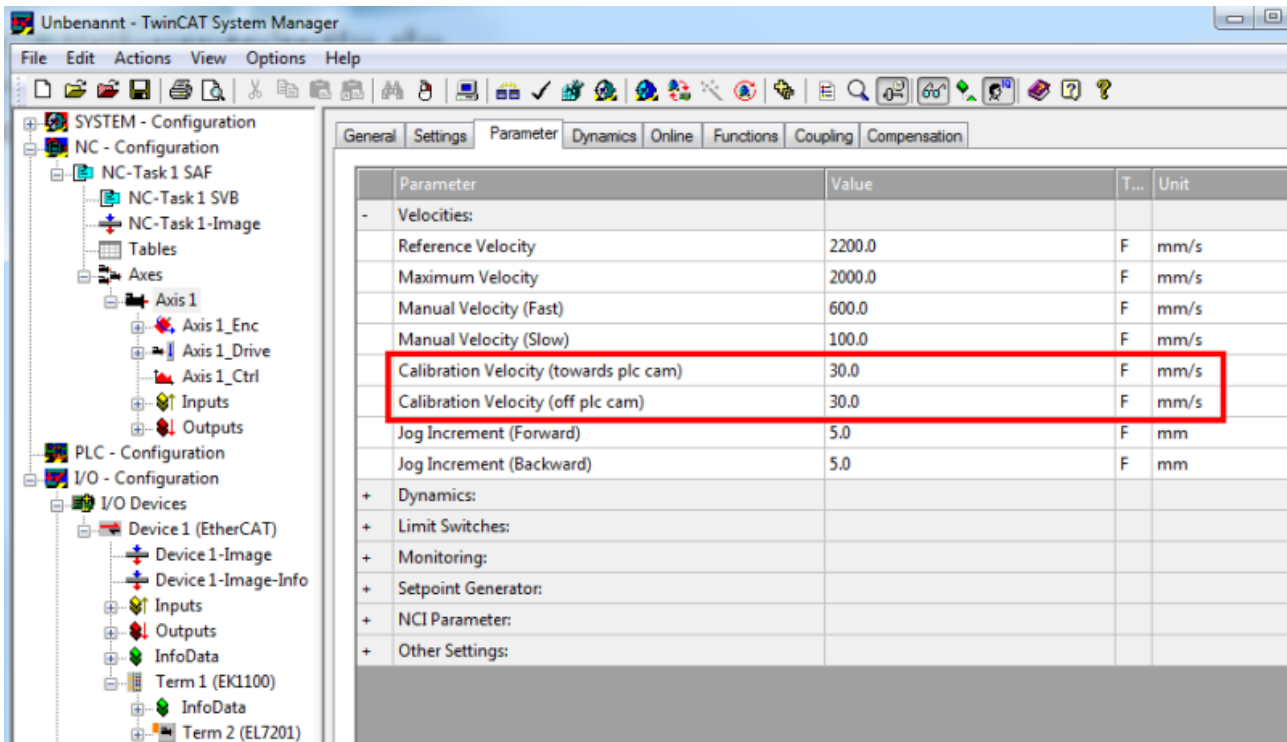 Unbenannt - TwinCAT System Manager
File Edit Actions View Options Help
SYSTEM - Configuration
NC - Configuration
NC-Task 1 SAF
NC-Task 1 SVB
NC-Task 1-Image
Tables
Axes
Axis 1
Axis 1_Enc
Axis 1_Drive
Axis 1_Ctrl
Inputs
Outputs
PLC - Configuration
I/O - Configuration
I/O Devices
Device 1 (EtherCAT)
Device 1-Image
Device 1-Image-Info
Inputs
Outputs
InfoData
Term 1 (EK1100)
InfoData
Term 2 (EL7201)
General Settings Parameter Dynamics Online Functions Coupling Compensation
Parameter Value T... Unit
- Velocities:
Reference Velocity 2200.0 F mm/s
Maximum Velocity 2000.0 F mm/s
Manual Velocity (Fast) 600.0 F mm/s
Manual Velocity (Slow) 100.0 F mm/s
Calibration Velocity (towards plc cam) 30.0 F mm/s
Calibration Velocity (off plc cam) 30.0 F mm/s
Jog Increment (Forward) 5.0 F mm
Jog Increment (Backward) 5.0 F mm
+ Dynamics:
+ Limit Switches:
+ Monitoring:
+ Setpoint Generator:
+ NCI Parameter:
+ Other Settings: